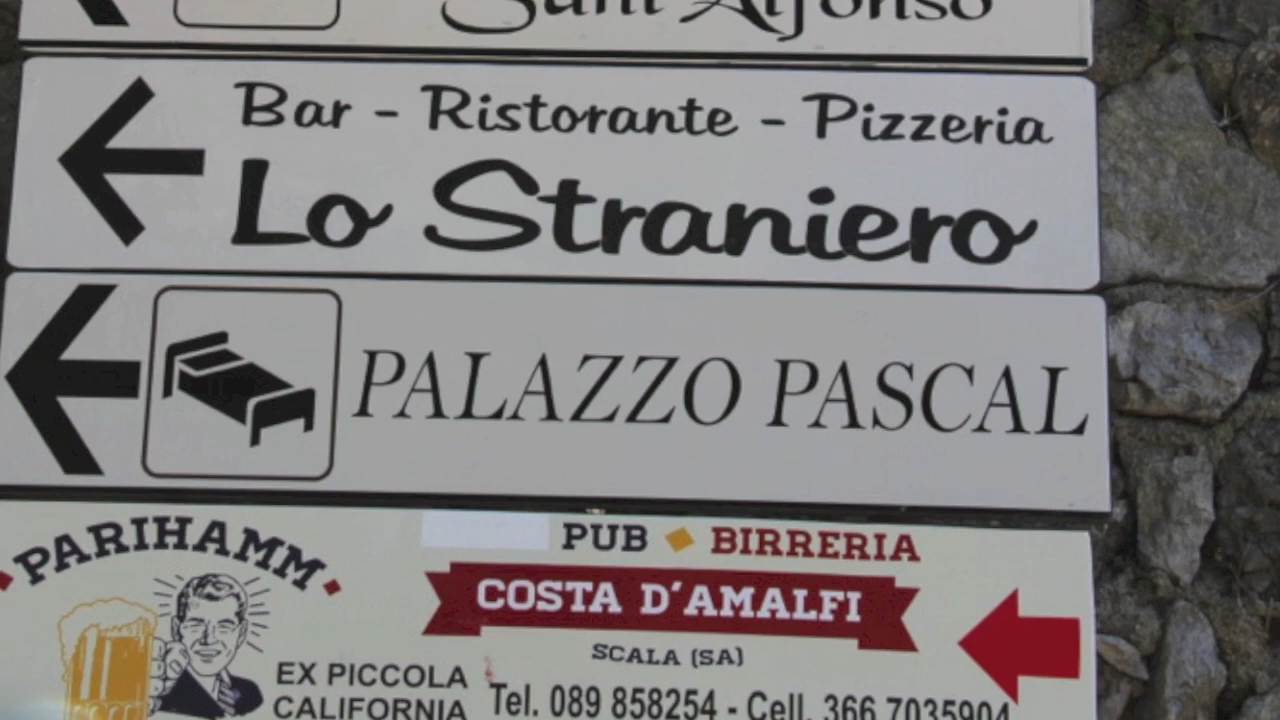 Sant'Alfonso
Bar - Ristorante - Pizzeria
Lo Straniero
PALAZZO PASCAL
PARIHAMM
PUB BIRRERIA
COSTA D'AMALFI
SCALA (SA)
EX PICCOLA
CALIFORNIA
Tel. 089 858254 - Cell. 366 7035904